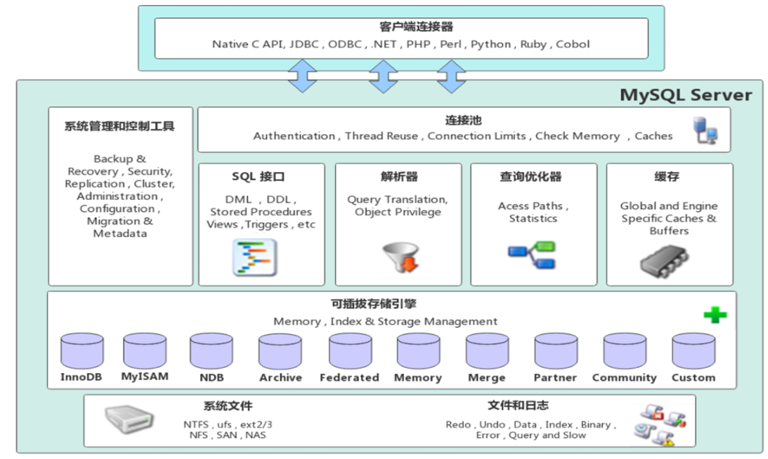 客户端连接器
Native C API, JDBC , ODBC , .NET , PHP , Perl , Python , Ruby , Cobol
MySQL Server
系统管理和控制工具
Backup &
Recovery , Security,
Replication , Cluster,
Administration ,
Configuration ,
Migration &
Metadata
连接池
Authentication , Thread Reuse , Connection Limits , Check Memory , Caches
SQL 接口
DML , DDL ,
Stored Procedures
Views ,Triggers , etc
解析器
Query Translation,
Object Privilege
查询优化器
Acess Paths ,
Statistics
缓存
Global and Engine
Specific Caches &
Buffers
可插拔存储引擎
Memory , Index & Storage Management
InnoDB
MyISAM
NDB
Archive
Federated
Memory
Merge
Partner
Community
Custom
系统文件
NTFS , ufs , ext2/3
NFS , SAN , NAS
文件和日志
Redo , Undo , Data , Index , Binary ,
Error , Query and Slow